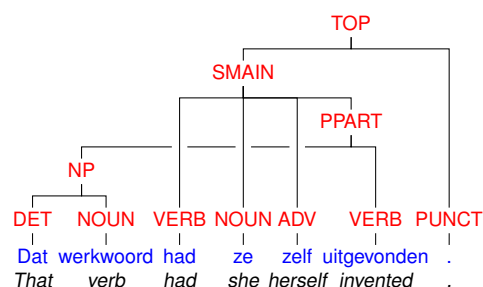 TOP
SMAIN
PPART
NP
DET NOUN VERB NOUN ADV VERB PUNCT
Dat werkwoord had ze zelf uitgevonden .
That verb had she herself invented .